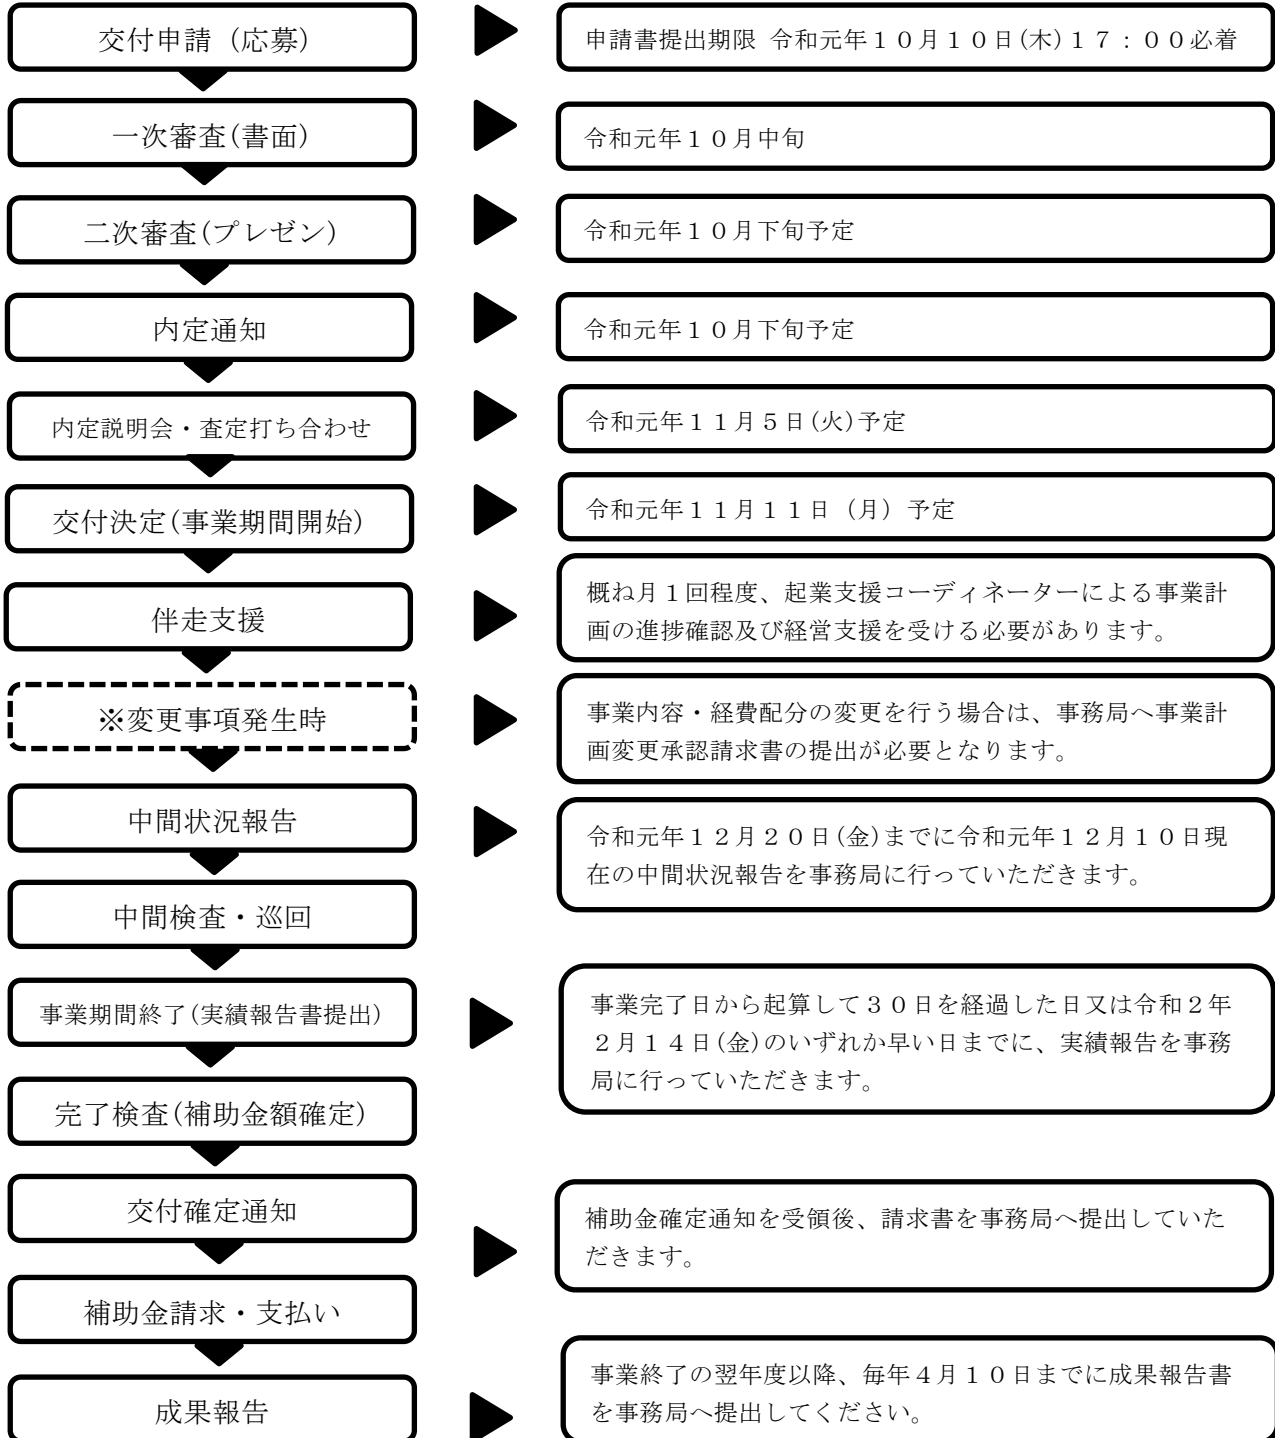 交付申請（応募）
申請書提出期限 令和元年１０月１０日(木)１７：００必着
一次審査(書面)
令和元年１０月中旬
二次審査(プレゼン)
令和元年１０月下旬予定
内定通知
令和元年１０月下旬予定
内定説明会・査定打ち合わせ
令和元年１１月５日(火)予定
交付決定(事業期間開始)
令和元年１１月１１日（月）予定
伴走支援
概ね月１回程度、起業支援コーディネーターによる事業計
画の進捗確認及び経営支援を受ける必要があります。
※変更事項発生時
事業内容・経費配分の変更を行う場合は、事務局へ事業計
画変更承認請求書の提出が必要となります。
中間状況報告
令和元年１２月２０日(金)までに令和元年１２月１０日現
在の中間状況報告を事務局に行っていただきます。
中間検査・巡回
事業期間終了(実績報告書提出)
事業完了日から起算して３０日を経過した日又は令和２年
２月１４日(金)のいずれか早い日までに、実績報告を事務
局に行っていただきます。
完了検査(補助金額確定)
交付確定通知
補助金確定通知を受領後、請求書を事務局へ提出していた
だきます。
補助金請求・支払い
成果報告
事業終了の翌年度以降、毎年４月１０日までに成果報告書
を事務局へ提出してください。